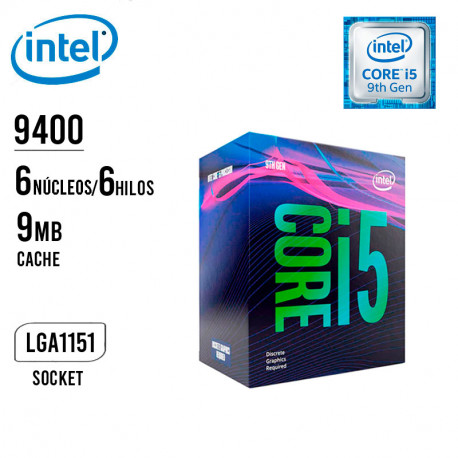 intel
intel
CORE i5
9th Gen
9400
6NÚCLEOS/6HILOS
9MB
CACHE
LGA1151
SOCKET
9TH GEN
intel
CORE i5
Discrete
Graphics
Required